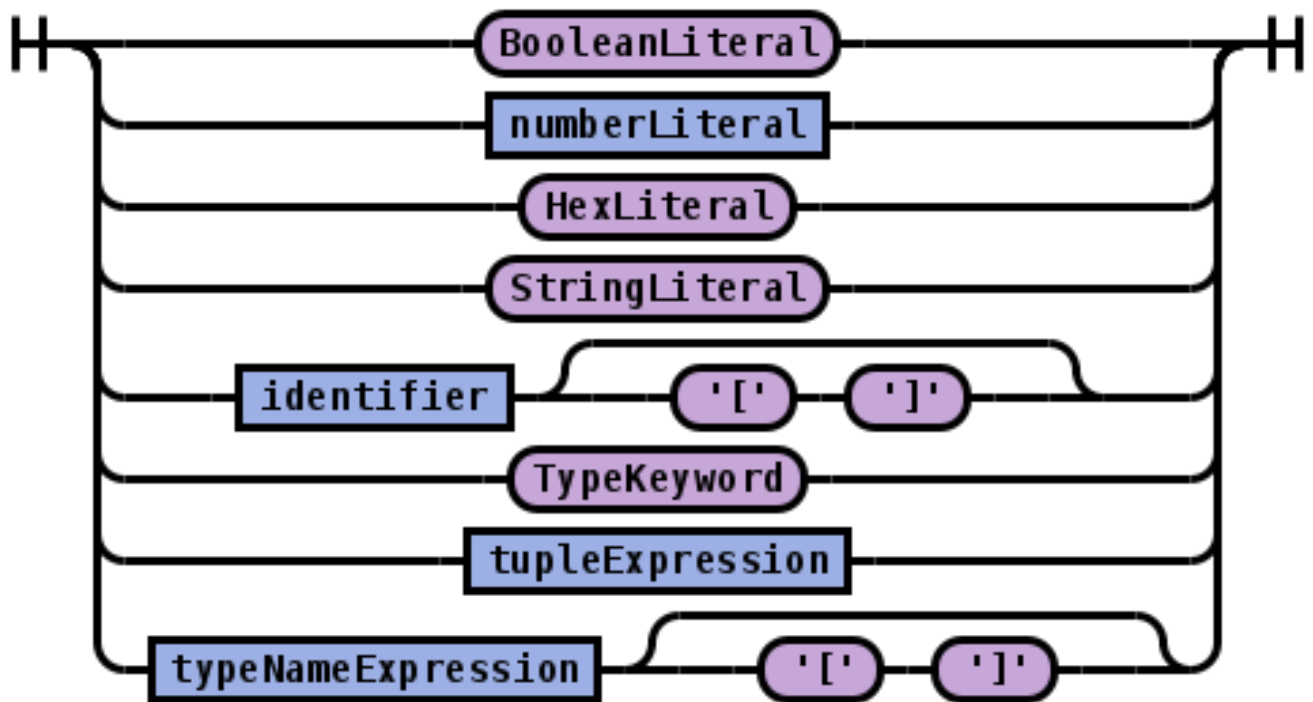 BooleanLiteral
numberLiteral
HexLiteral
StringLiteral
identifier '[' ']'
TypeKeyword
tupleExpression
typeNameExpression '[' ']'